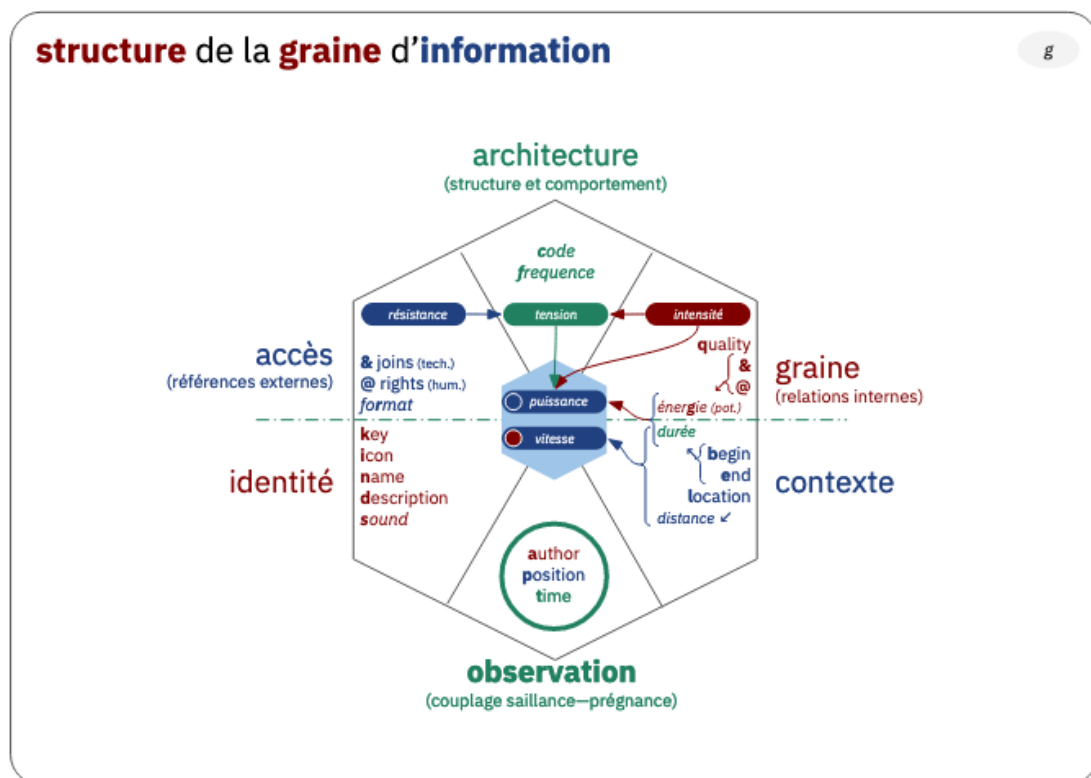 structure de la graine d'information
g
architecture
(structure et comportement)
code
frequence
résistance
tension
intensité
accès
(références externes)
& joins (tech.)
@ rights (hum.)
format
quality
&
@
graine
(relations internes)
puissance
énergie (pot.)
vitesse
durée
identité
key
icon
name
description
sound
begin
end
location
distance ↙
contexte
author
position
time
observation
(couplage saillance—prégnance)